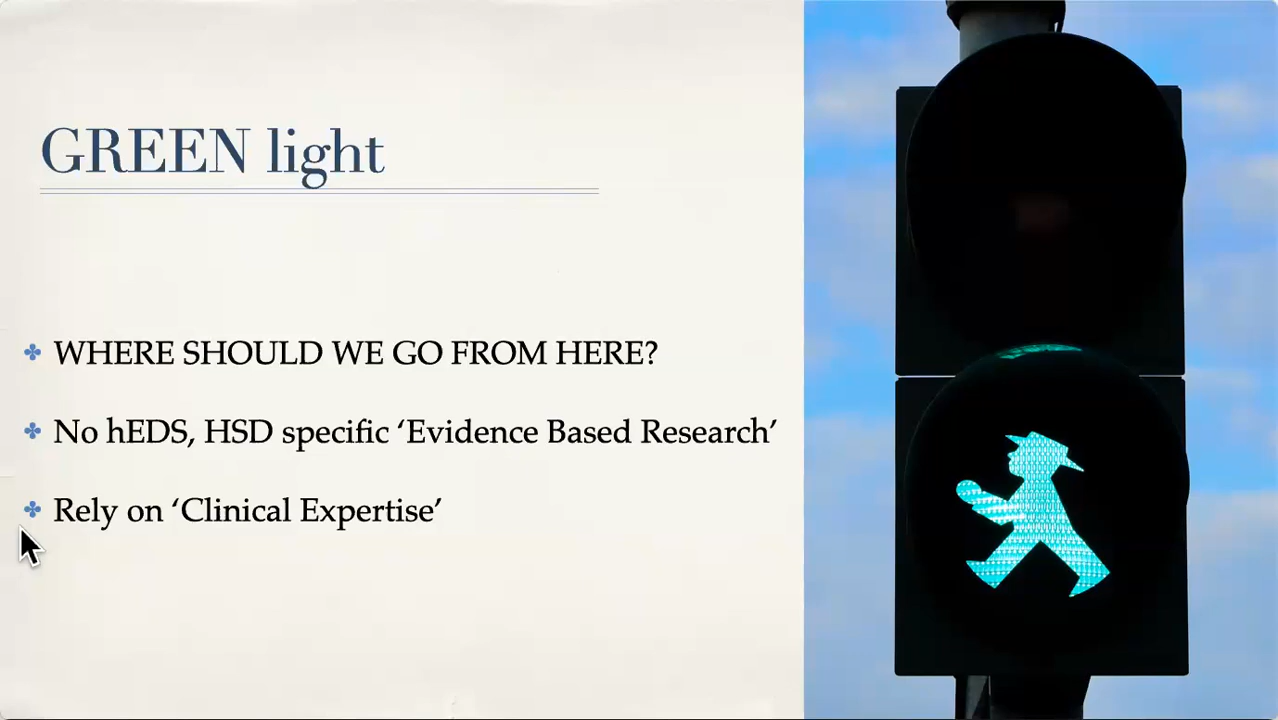 GREEN light
WHERE SHOULD WE GO FROM HERE?
No hEDS, HSD specific ‘Evidence Based Research’
Rely on ‘Clinical Expertise’